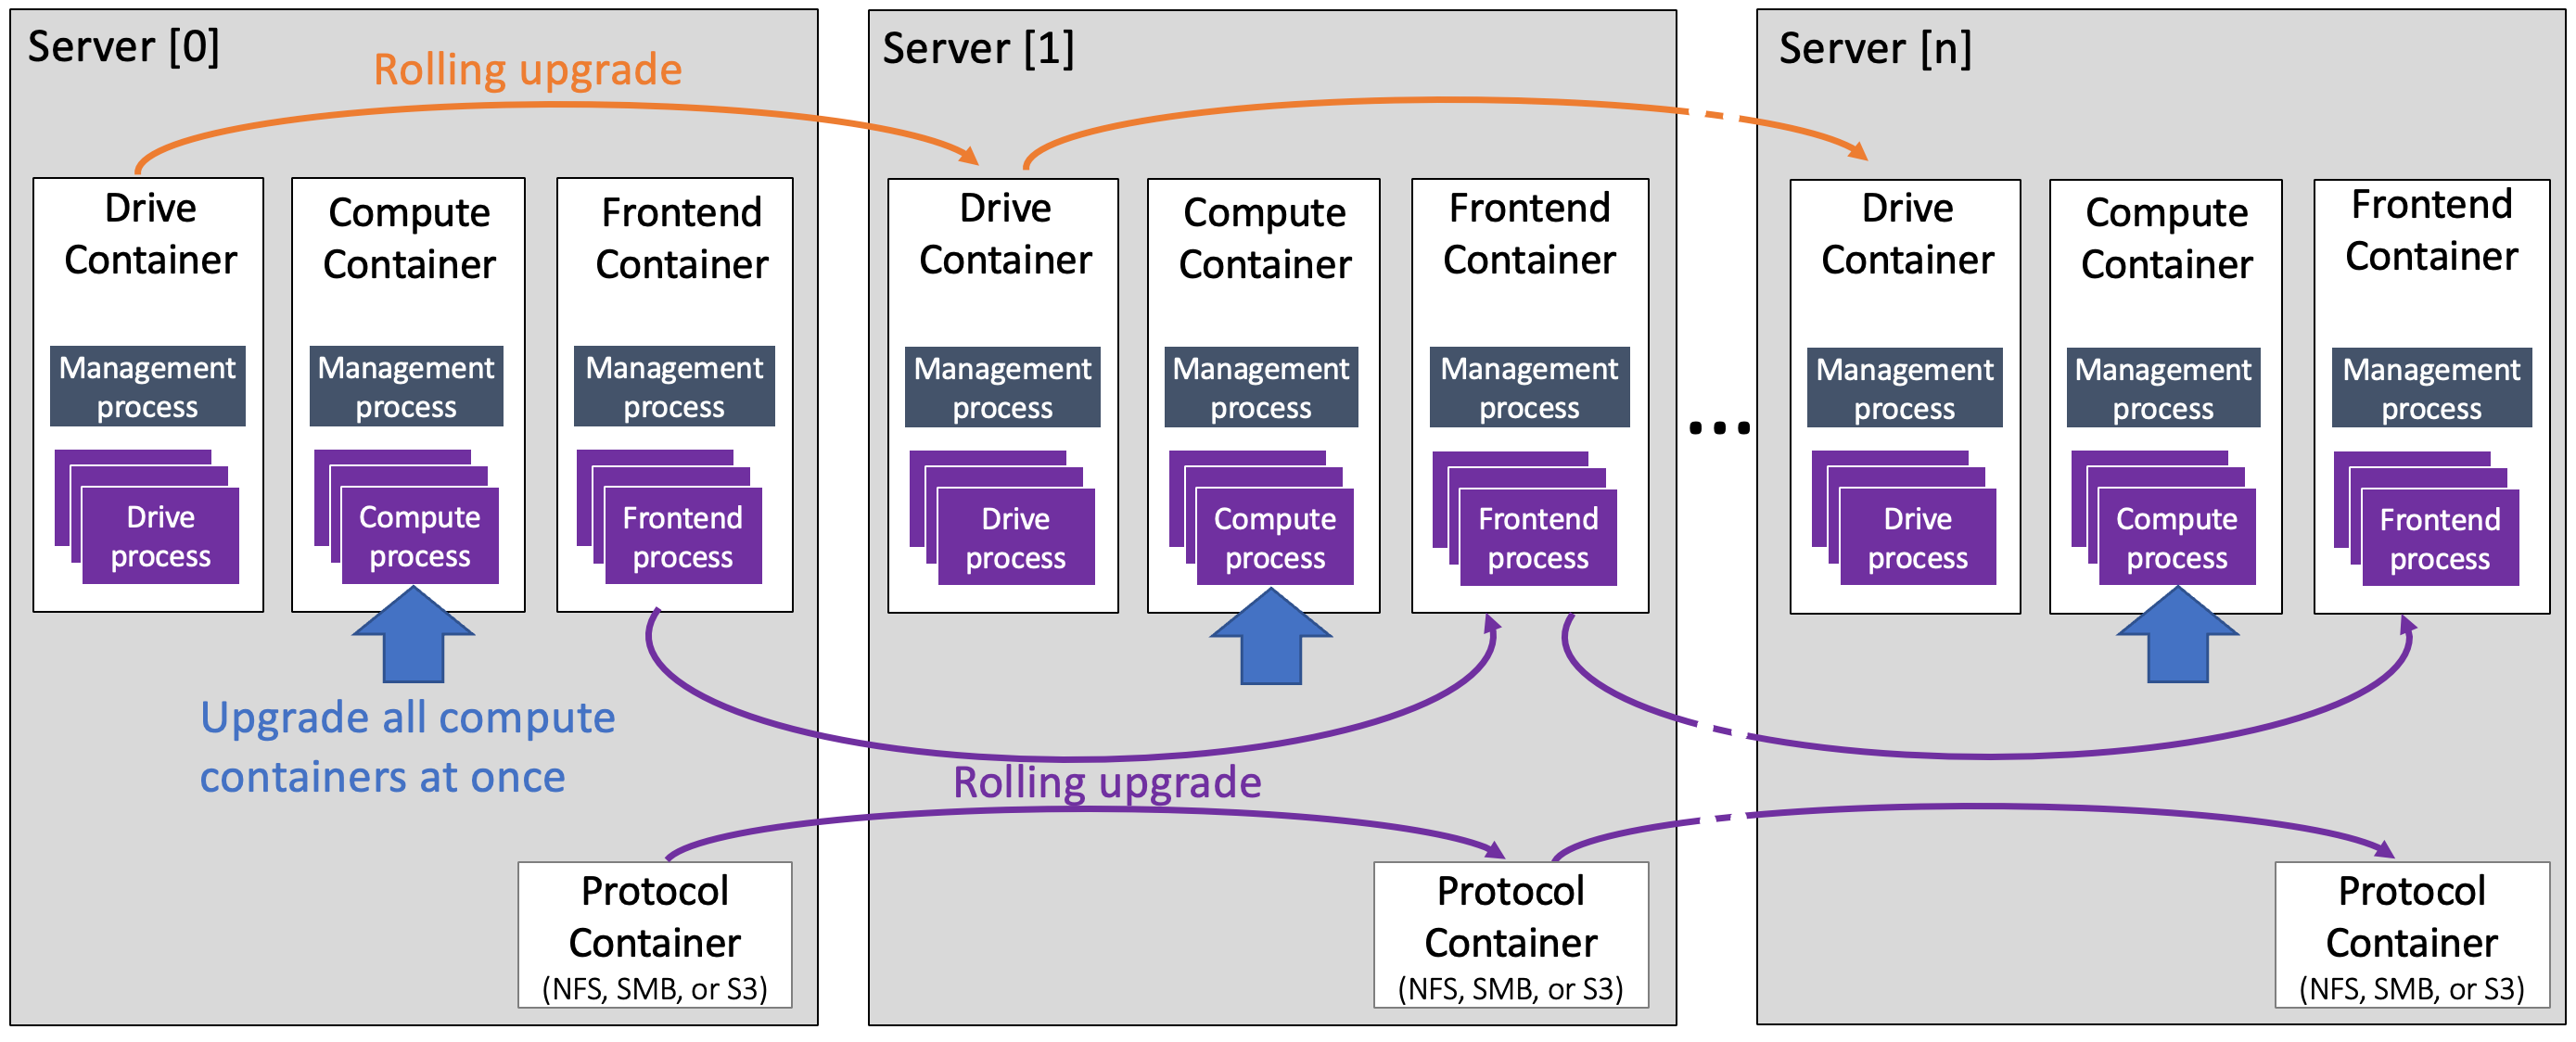 Server [0]
Rolling upgrade
Drive
Container
Management
process
Drive
process
Compute
Container
Management
process
Compute
process
Frontend
Container
Management
process
Frontend
process
Upgrade all compute
containers at once
Protocol
Container
(NFS, SMB, or S3)
Server [1]
Drive
Container
Management
process
Drive
process
Compute
Container
Management
process
Compute
process
Frontend
Container
Management
process
Frontend
process
Rolling upgrade
Protocol
Container
(NFS, SMB, or S3)
...
Server [n]
Drive
Container
Management
process
Drive
process
Compute
Container
Management
process
Compute
process
Frontend
Container
Management
process
Frontend
process
Protocol
Container
(NFS, SMB, or S3)